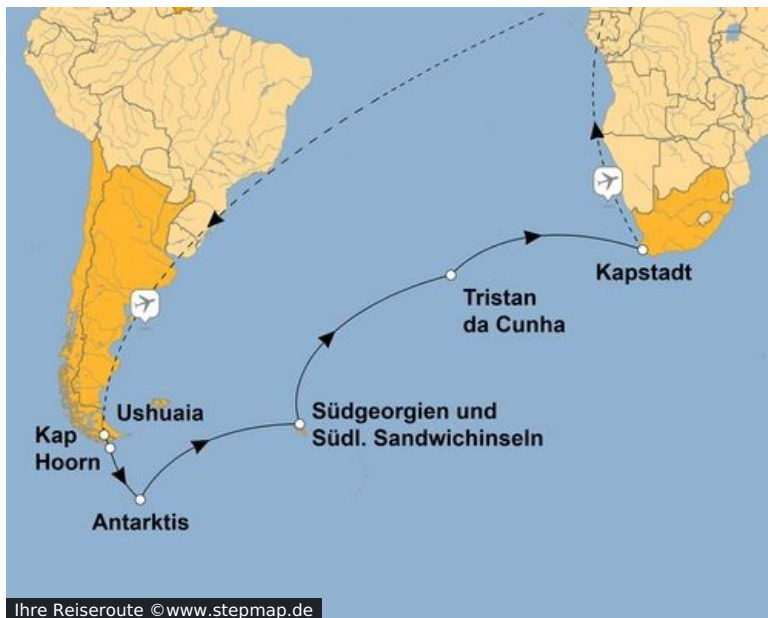 Kapstadt
Tristan
da Cunha
Ushuaia
Südgeorgien und
Südl. Sandwichinseln
Kap
Hoorn
Antarktis
Ihre Reiseroute ©www.stepmap.de